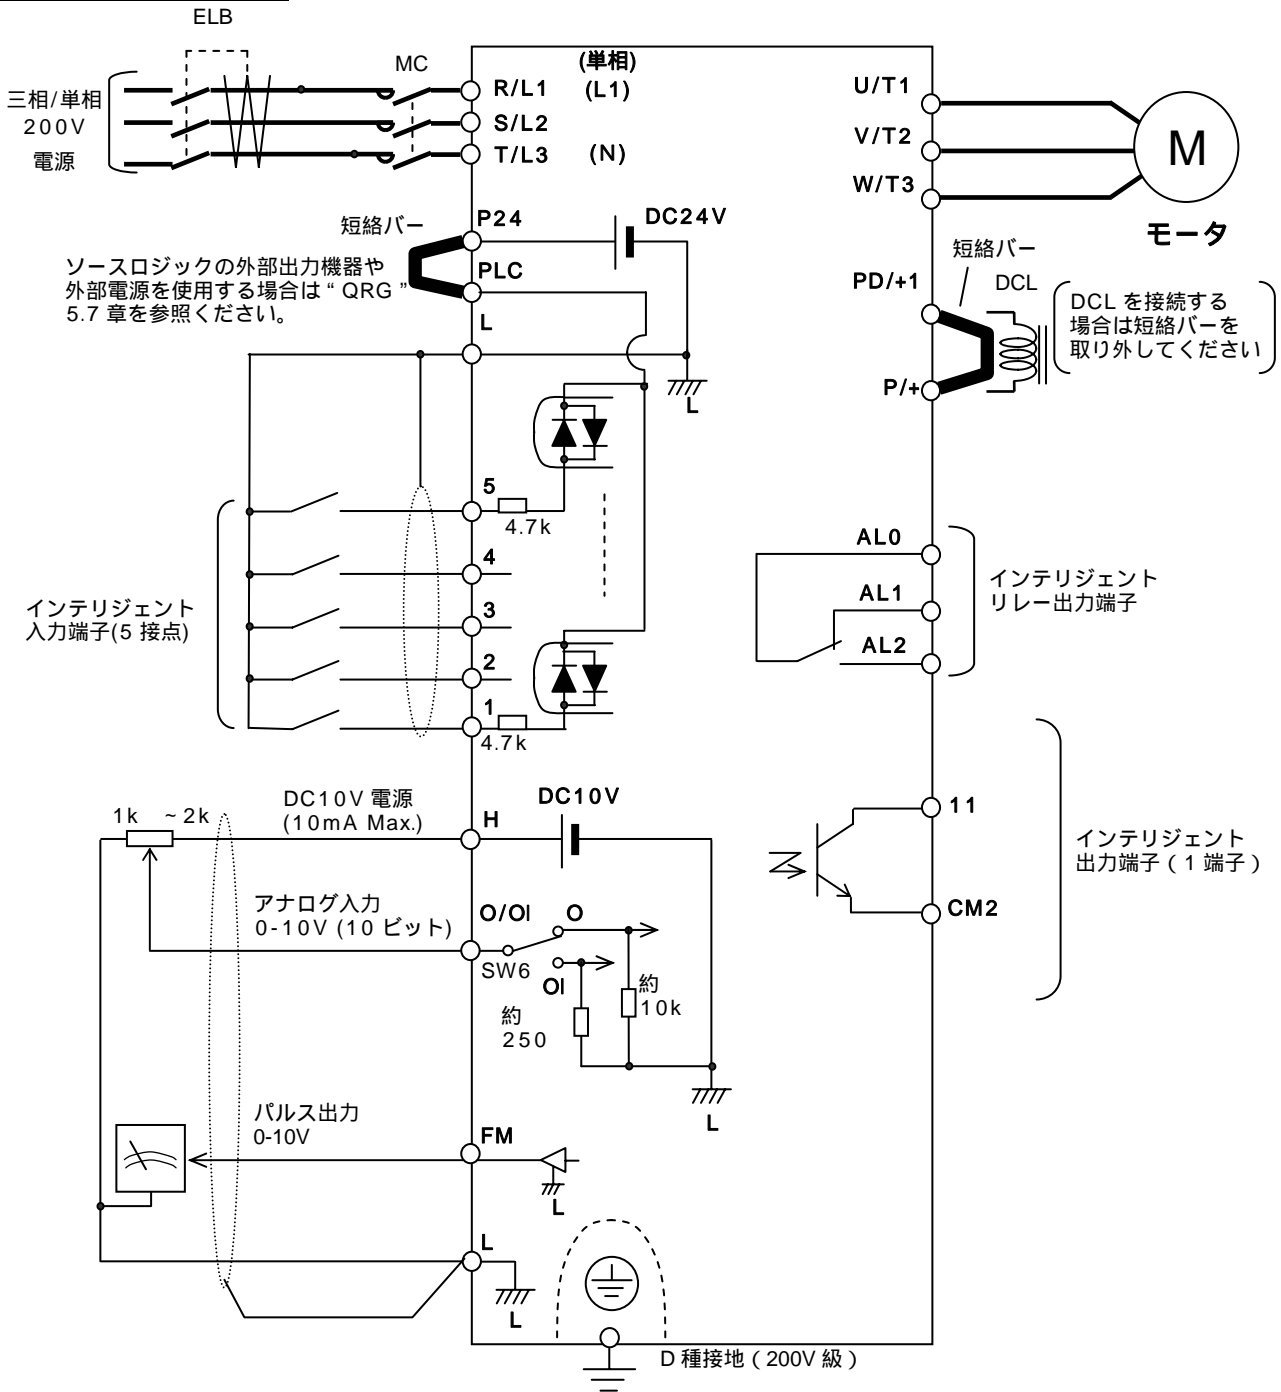 ELB
MC
三相/単相
200V
電源
R/L1
S/L2
T/L3
(単相)
(L1)
(N)
U/T1
V/T2
W/T3
M
モータ
短絡バー
P24
DC24V
ソースロジックの外部出力機器や
外部電源を使用する場合は “ QRG ”
5.7 章を参照ください。
PLC
L
L
短絡バー
PD/+1
DCL
DCL を接続する
場合は短絡バーを
取り外してください
P/+
5
4.7k
4
3
2
1
4.7k
インテリジェント
入力端子(5 接点)
AL0
AL1
AL2
インテリジェント
リレー出力端子
11
CM2
インテリジェント
出力端子 ( 1 端子 )
1k ~ 2k
DC10V 電源
(10mA Max.)
H
DC10V
アナログ入力
0-10V (10 ビット)
O/OI
O
SW6
OI
約
10k
約
250
L
パルス出力
0-10V
FM
L
L
L
D 種接地 ( 200V 級 )